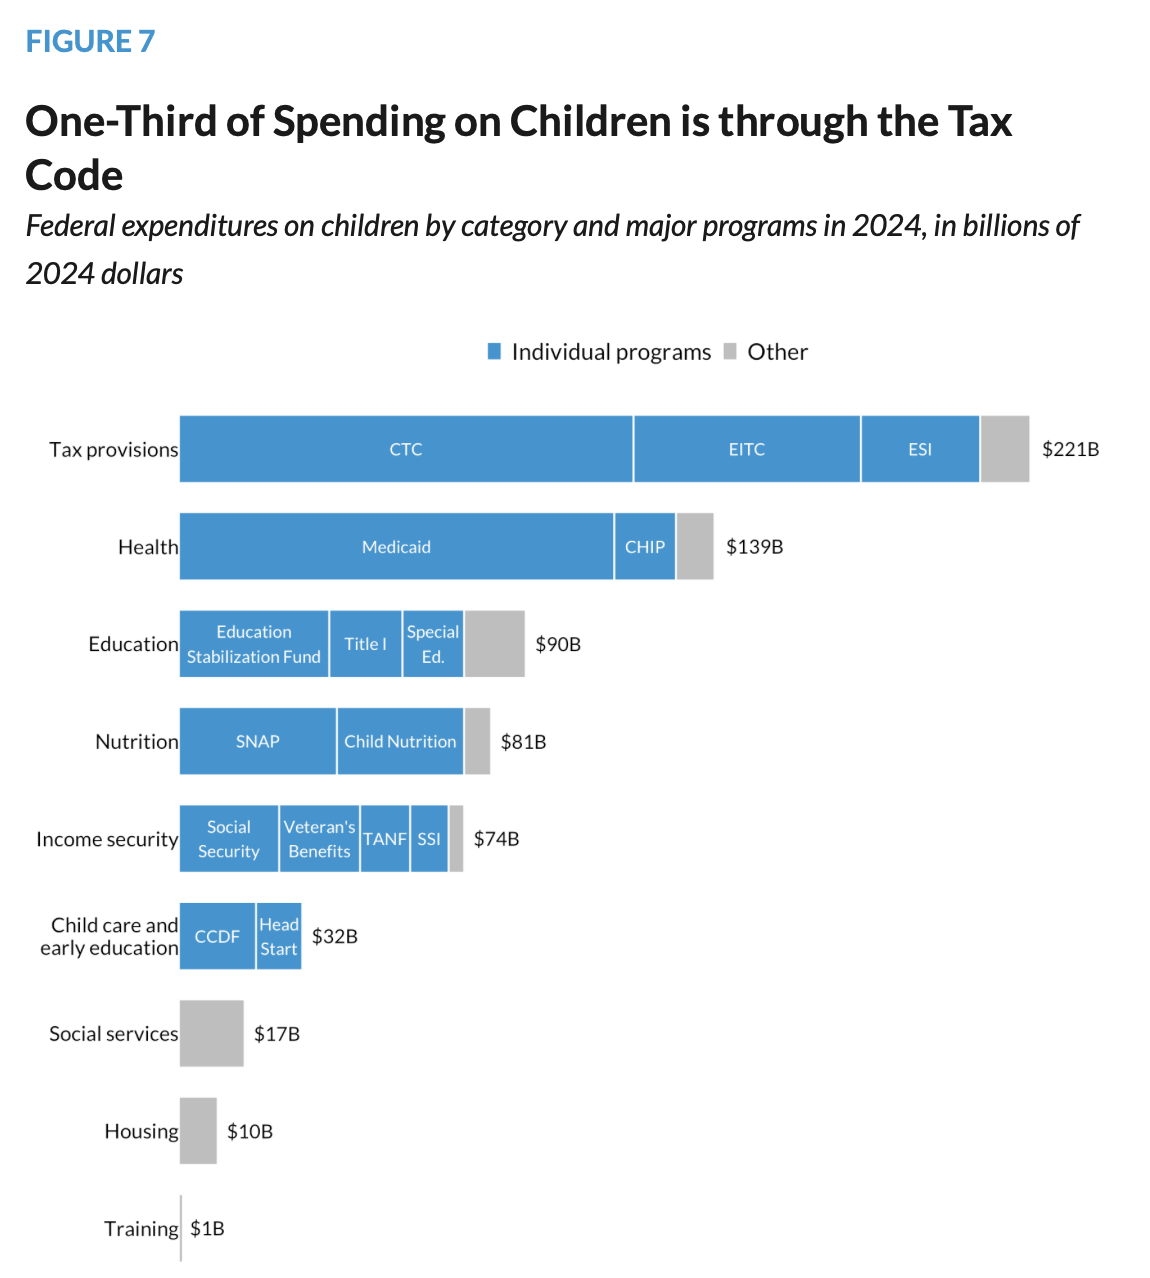 FIGURE 7
One-Third of Spending on Children is through the Tax
Code
Federal expenditures on children by category and major programs in 2024, in billions of
2024 dollars
Individual programs Other
Tax provisions CTC EITC ESI $221B
Health Medicaid CHIP $139B
Education Education Stabilization Fund Title I Special Ed. $90B
Nutrition SNAP Child Nutrition $81B
Income security Social Security Veteran's Benefits TANF SSI $74B
Child care and early education CCDF Head Start $32B
Social services $17B
Housing $10B
Training $1B